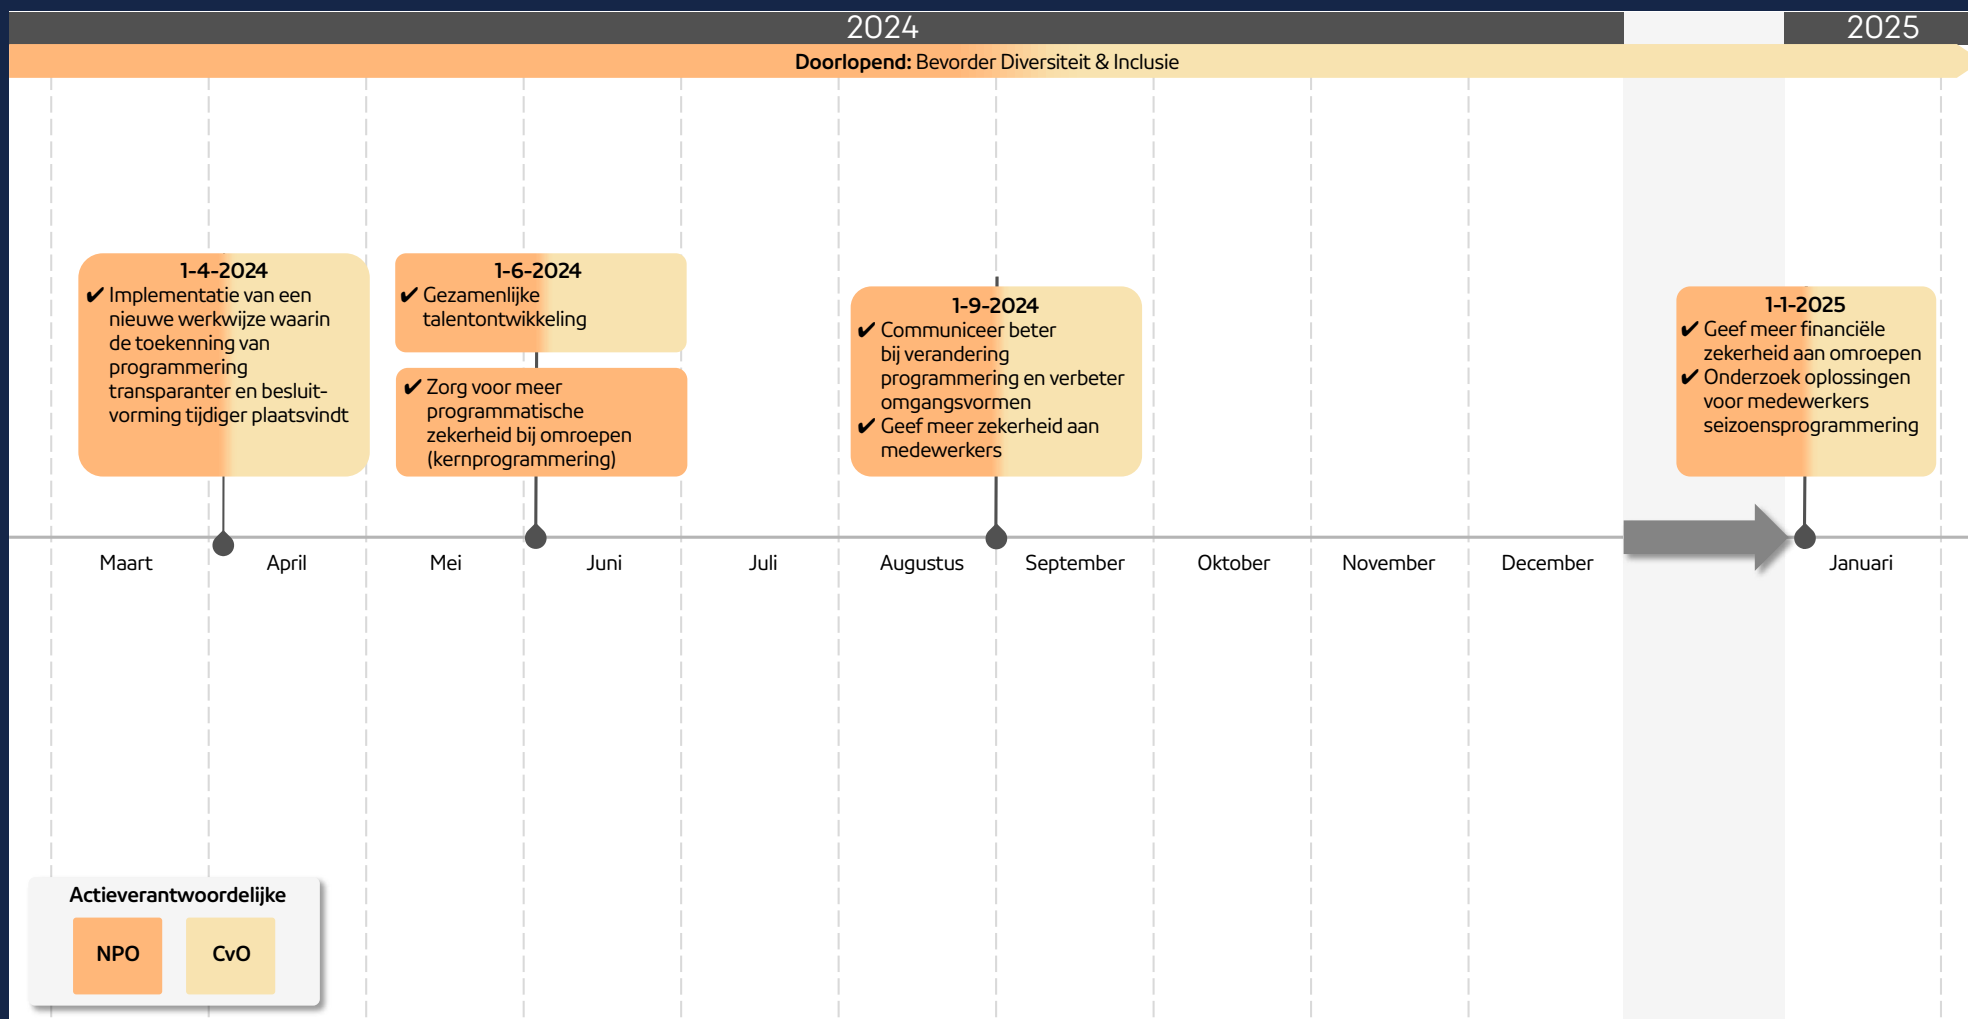 2024
2025
Doorlopend: Bevorder Diversiteit & Inclusie
1-4-2024
✔ Implementatie van een
nieuwe werkwijze waarin
de toekenning van
programmering
transparanter en besluit-
vorming tijdiger plaatsvindt
1-6-2024
✔ Gezamenlijke
talentontwikkeling
✔ Zorg voor meer
programmatische
zekerheid bij omroepen
(kernprogrammering)
1-9-2024
✔ Communiceer beter
bij verandering
programmering en verbeter
omgangsvormen
✔ Geef meer zekerheid aan
medewerkers
1-1-2025
✔ Geef meer financiële
zekerheid aan omroepen
✔ Onderzoek oplossingen
voor medewerkers
seizoensprogrammering
Maart
April
Mei
Juni
Juli
Augustus
September
Oktober
November
December
Januari
Actieverantwoordelijke
NPO
CvO